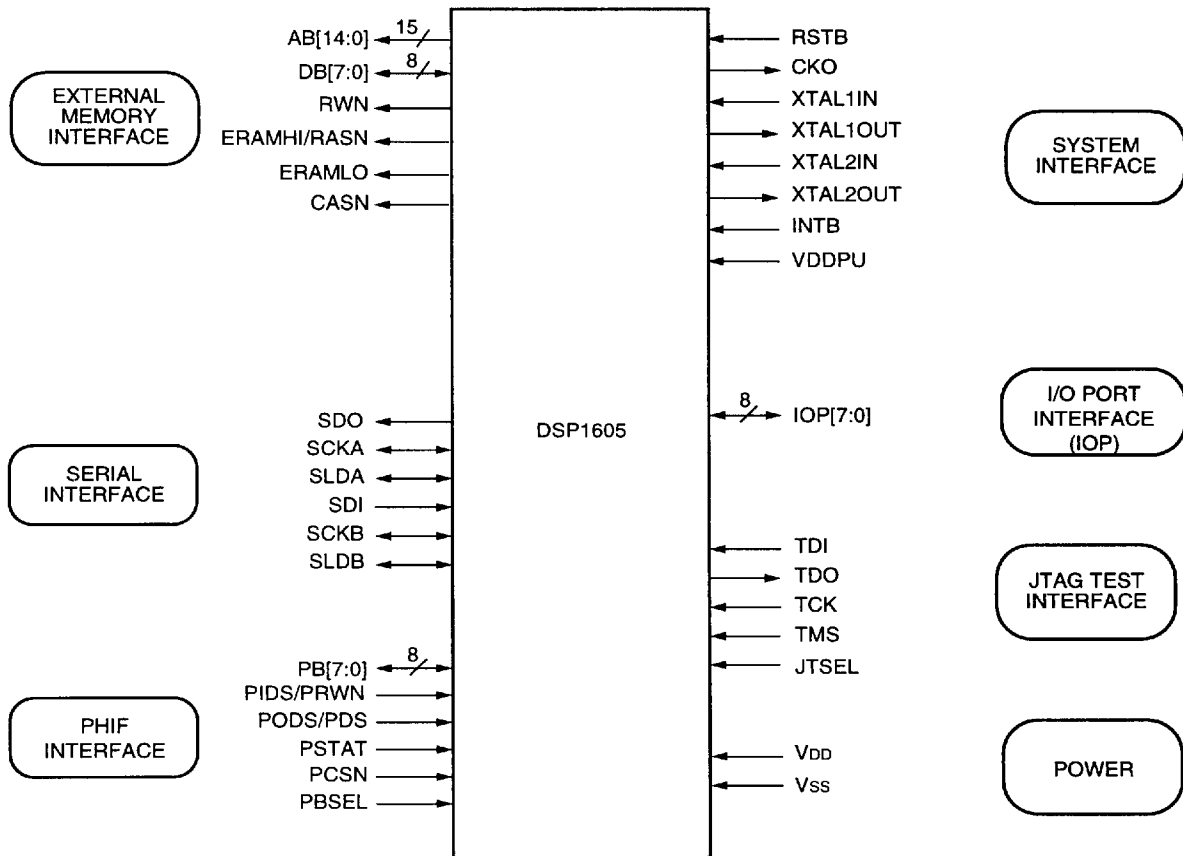 EXTERNAL
MEMORY
INTERFACE
AB[14:0]
15
DB[7:0]
8
RWN
ERAMHI/RASN
ERAMLO
CASN
SERIAL
INTERFACE
SDO
SCKA
SLDA
SDI
SCKB
SLDB
PHIF
INTERFACE
PB[7:0]
8
PIDS/PRWN
PODS/PDS
PSTAT
PCSN
PBSEL
DSP1605
RSTB
CKO
XTAL1IN
XTAL1OUT
XTAL2IN
XTAL2OUT
INTB
VDDPU
SYSTEM
INTERFACE
8
IOP[7:0]
I/O PORT
INTERFACE
(IOP)
TDI
TDO
TCK
TMS
JTSEL
JTAG TEST
INTERFACE
VDD
VSS
POWER